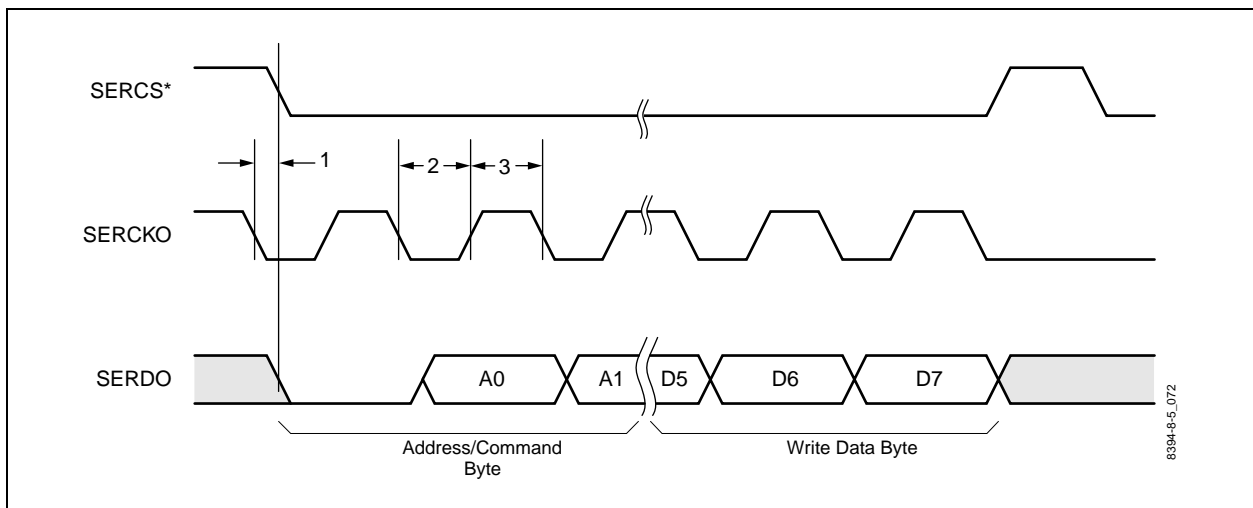 SERCS*
1
2
3
SERCKO
SERDO
A0
A1
D5
D6
D7
Address/Command
Byte
Write Data Byte
8394-8-5_072